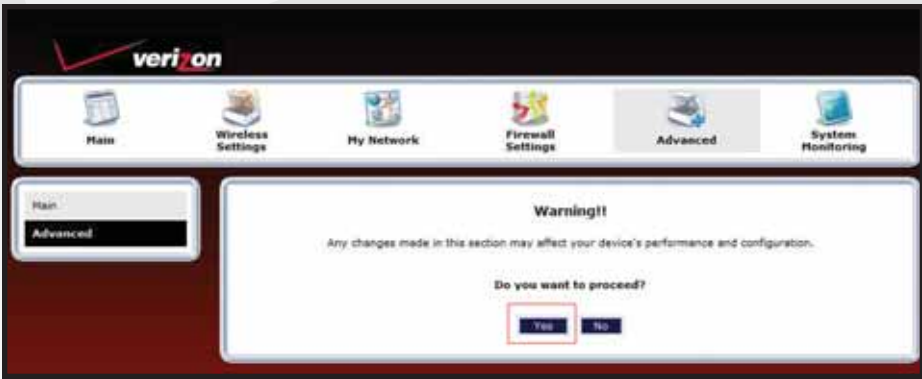 verizon
Main
Wireless
Settings
My Network
Firewall
Settings
Advanced
System
Monitoring
Main
Advanced
Warning!!
Any changes made in this section may affect your device's performance and configuration.
Do you want to proceed?
Yes No